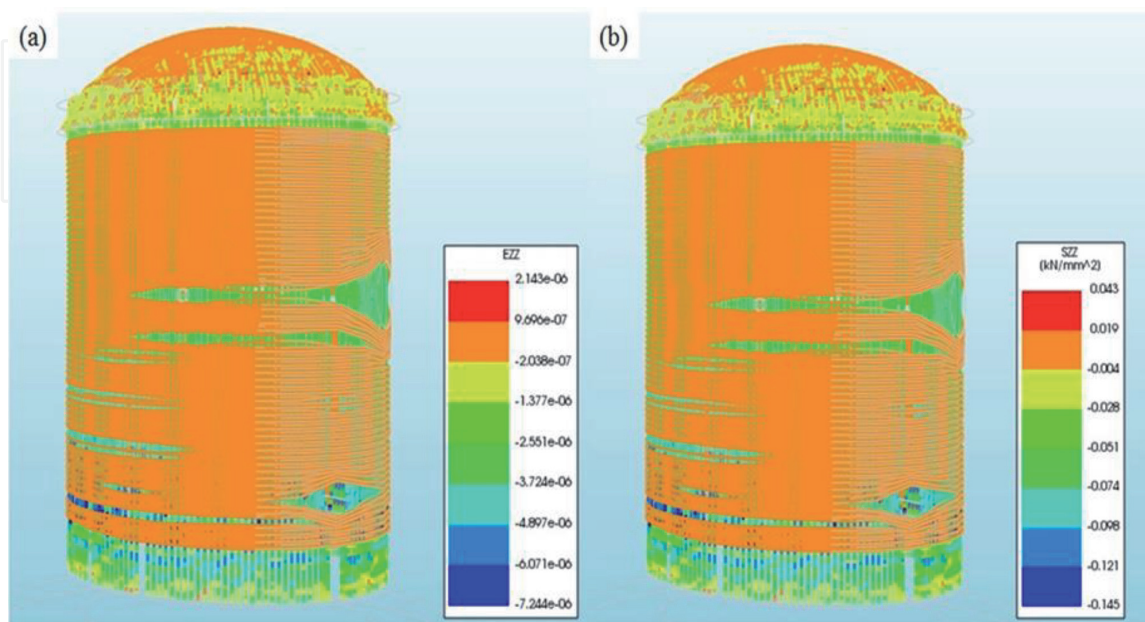 (a)
EZZ
2.143e-06
9.696e-07
-2.038e-07
-1.377e-06
-2.551e-06
-3.724e-06
-4.897e-06
-6.071e-06
-7.244e-06
(b)
SZZ
(kN/mm^2)
0.043
0.019
-0.004
-0.028
-0.051
-0.074
-0.098
-0.121
-0.145